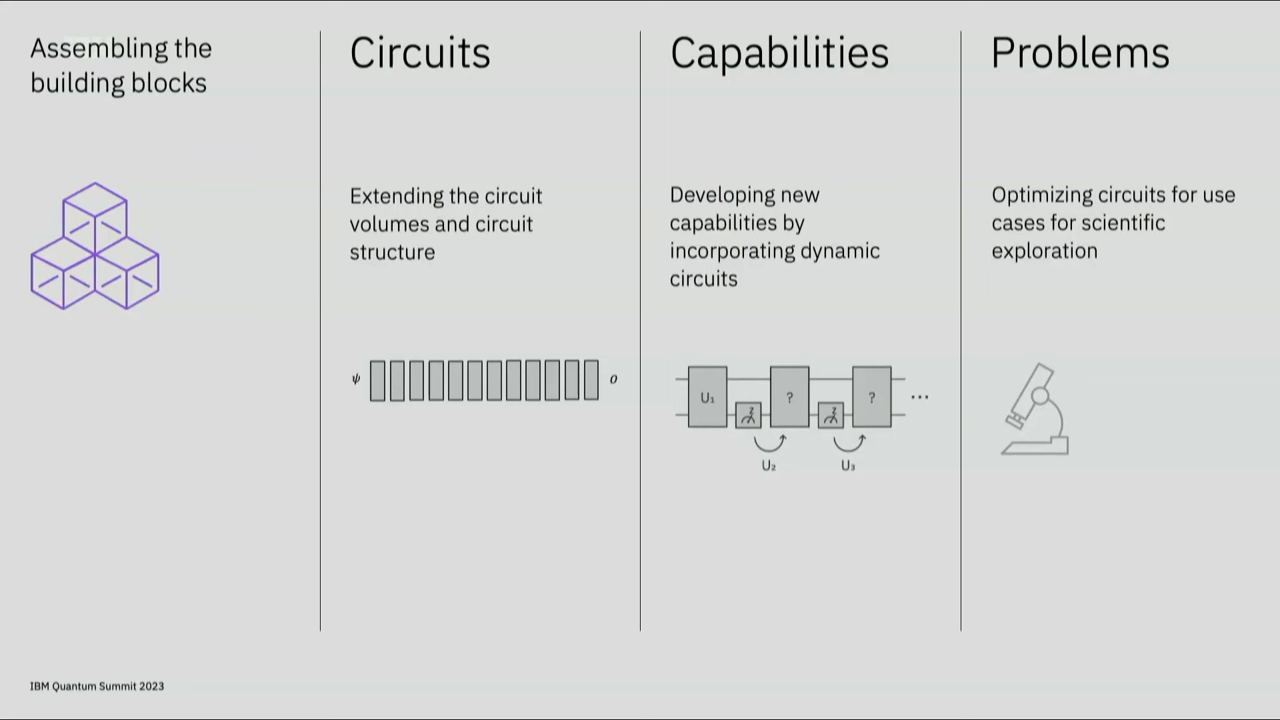 Assembling the
building blocks
Circuits
Extending the circuit
volumes and circuit
structure
ψ
o
Capabilities
Developing new
capabilities by
incorporating dynamic
circuits
U₁
z
?
z
?
...
U₂
U₃
Problems
Optimizing circuits for use
cases for scientific
exploration
IBM Quantum Summit 2023